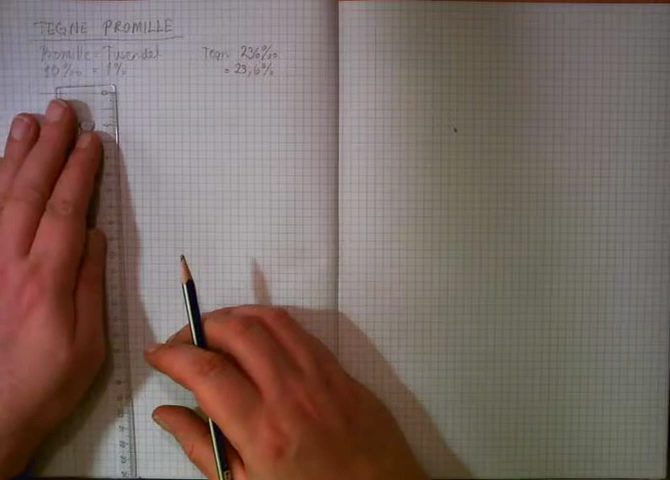 TEGNE PROMILLE
Promille = Tusendel
10‰ = 1%
Tegn 236‰
= 23,6%